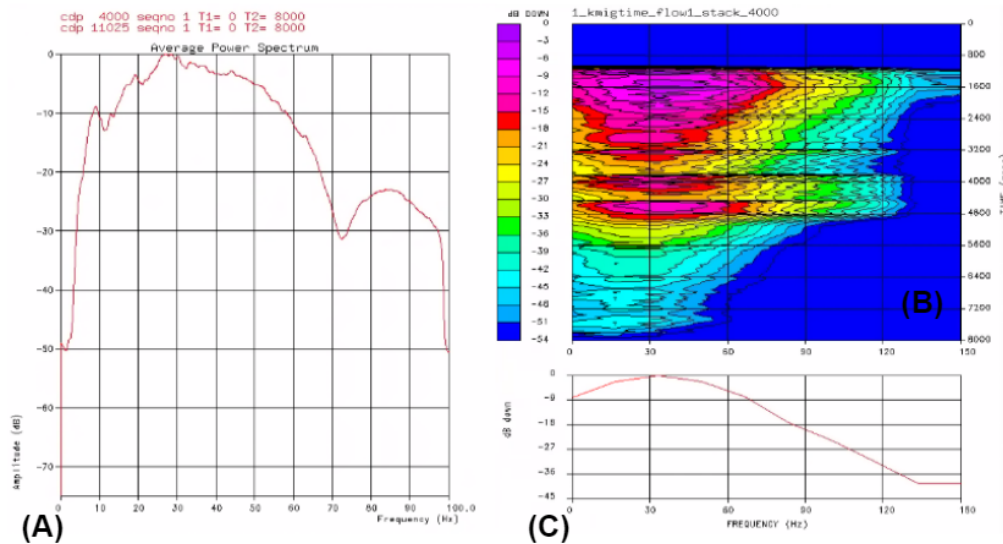 cdp 4000 seqno 1 T1= 0 T2= 8000
cdp 11025 seqno 1 T1= 0 T2= 8000
Average Power Spectrum
0
-10
-20
-30
-40
-50
-60
-70
Amplitude (dB)
0 10 20 30 40 50 60 70 80 90 100.0
Frequency (Hz)
(A)
dB DOWN
1_kmigtime_flow1_stack_4000
0
-3
-6
-9
-12
-15
-18
-21
-24
-27
-30
-33
-36
-39
-42
-45
-48
-51
-54
0
800
1600
2400
3200
4000
4800
5600
6400
7200
8000
(B)
0 30 60 90 120 150
dB down
0
-9
-18
-27
-36
-45
0 30 60 90 120 150
FREQUENCY (Hz)
(C)